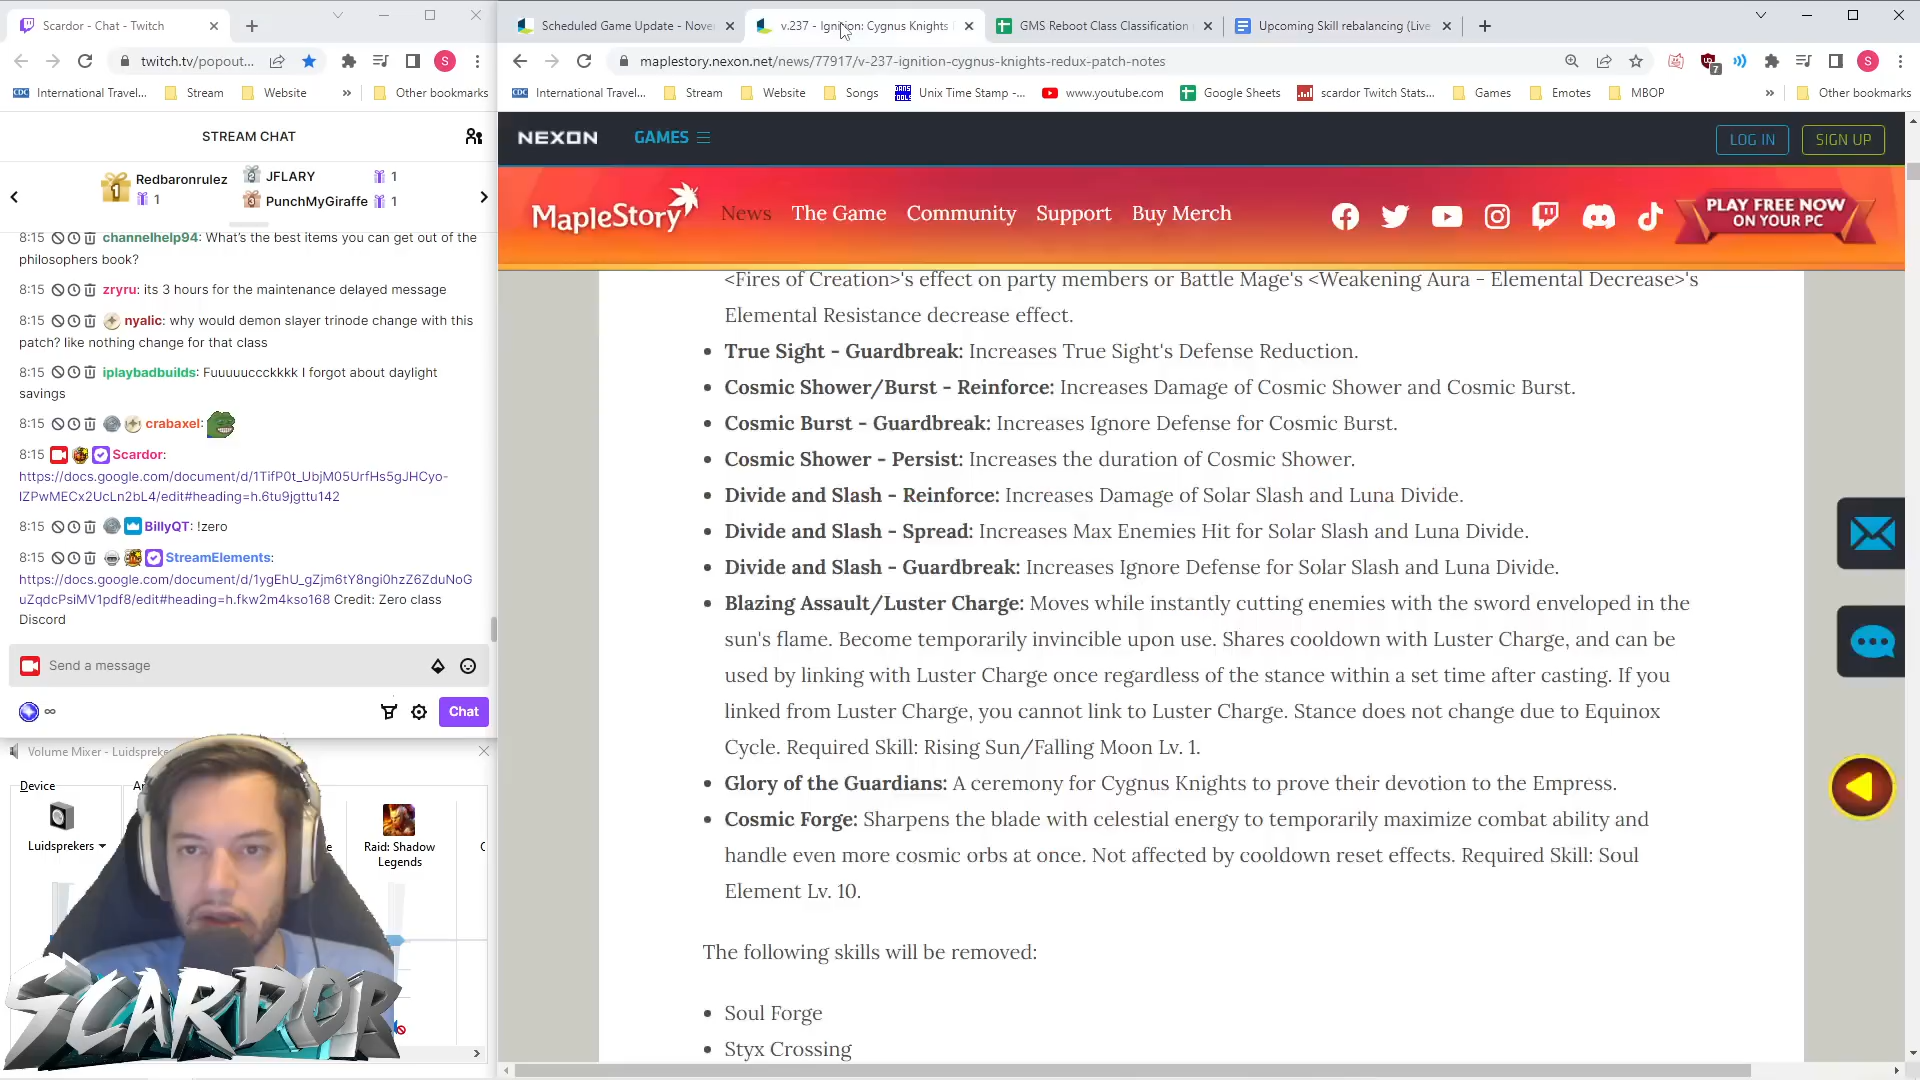 Scardor - Chat - Twitch
Scheduled Game Update - Nove
v.237 - Ignition: Cygnus Knights
GMS Reboot Class Classification
Upcoming Skill rebalancing (Live
twitch.tv/popout...
S
maplestory.nexon.net/news/77917/v-237-ignition-cygnus-knights-redux-patch-notes
7
S
CDC International Travel... Stream Website » Other bookmarks
CDC International Travel... Stream Website Songs Unix Time Stamp -... www.youtube.com Google Sheets scardor Twitch Stats... Games Emotes MBOP » Other bookmarks
STREAM CHAT
1 Redbaronrulez 1
2 JFLARY 1
3 PunchMyGiraffe 1
8:15 channelhelp94: What's the best items you can get out of the
philosophers book?
8:15 zryru: its 3 hours for the maintenance delayed message
8:15 nyalic: why would demon slayer trinode change with this
patch? like nothing change for that class
8:15 iplaybadbuilds: Fuuuuuccckkkk I forgot about daylight
savings
8:15 crabaxel:
8:15 Scardor:
https://docs.google.com/document/d/1TifP0t_UbjM05UrfHs5gJHCyo-
IZPwMECx2UcLn2bL4/edit#heading=h.6tu9jgttu142
8:15 BillyQT: !zero
8:15 StreamElements:
https://docs.google.com/document/d/1ygEhU_gZjm6tY8ngi0hzZ6ZduNoG
uZqdcPsiMV1pdf8/edit#heading=h.fkw2m4kso168 Credit: Zero class
Discord
Send a message
∞
Chat
Volume Mixer - Luidspreke
Device
Luidsprekers
Raid: Shadow
Legends
SCARDOR
NEXON GAMES LOG IN SIGN UP
MapleStory News The Game Community Support Buy Merch
PLAY FREE NOW
ON YOUR PC
<Fires of Creation>'s effect on party members or Battle Mage's <Weakening Aura – Elemental Decrease>'s
Elemental Resistance decrease effect.
• True Sight - Guardbreak: Increases True Sight's Defense Reduction.
• Cosmic Shower/Burst - Reinforce: Increases Damage of Cosmic Shower and Cosmic Burst.
• Cosmic Burst - Guardbreak: Increases Ignore Defense for Cosmic Burst.
• Cosmic Shower - Persist: Increases the duration of Cosmic Shower.
• Divide and Slash - Reinforce: Increases Damage of Solar Slash and Luna Divide.
• Divide and Slash - Spread: Increases Max Enemies Hit for Solar Slash and Luna Divide.
• Divide and Slash - Guardbreak: Increases Ignore Defense for Solar Slash and Luna Divide.
• Blazing Assault/Luster Charge: Moves while instantly cutting enemies with the sword enveloped in the
sun's flame. Become temporarily invincible upon use. Shares cooldown with Luster Charge, and can be
used by linking with Luster Charge once regardless of the stance within a set time after casting. If you
linked from Luster Charge, you cannot link to Luster Charge. Stance does not change due to Equinox
Cycle. Required Skill: Rising Sun/Falling Moon Lv. 1.
• Glory of the Guardians: A ceremony for Cygnus Knights to prove their devotion to the Empress.
• Cosmic Forge: Sharpens the blade with celestial energy to temporarily maximize combat ability and
handle even more cosmic orbs at once. Not affected by cooldown reset effects. Required Skill: Soul
Element Lv. 10.
The following skills will be removed:
• Soul Forge
• Styx Crossing